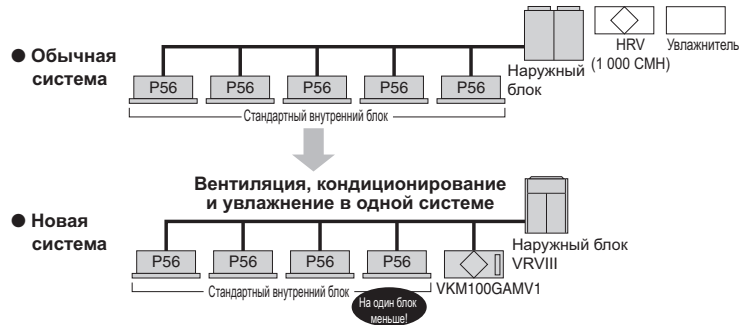 ● Обычная
система
P56 P56 P56 P56 P56
Стандартный внутренний блок
Наружный
блок
HRV
(1 000 CMH)
Увлажнитель
Вентиляция, кондиционирование
и увлажнение в одной системе
● Новая
система
P56 P56 P56 P56
Стандартный внутренний блок
На один блок
меньше!
VKM100GAMV1
Наружный блок
VRVIII